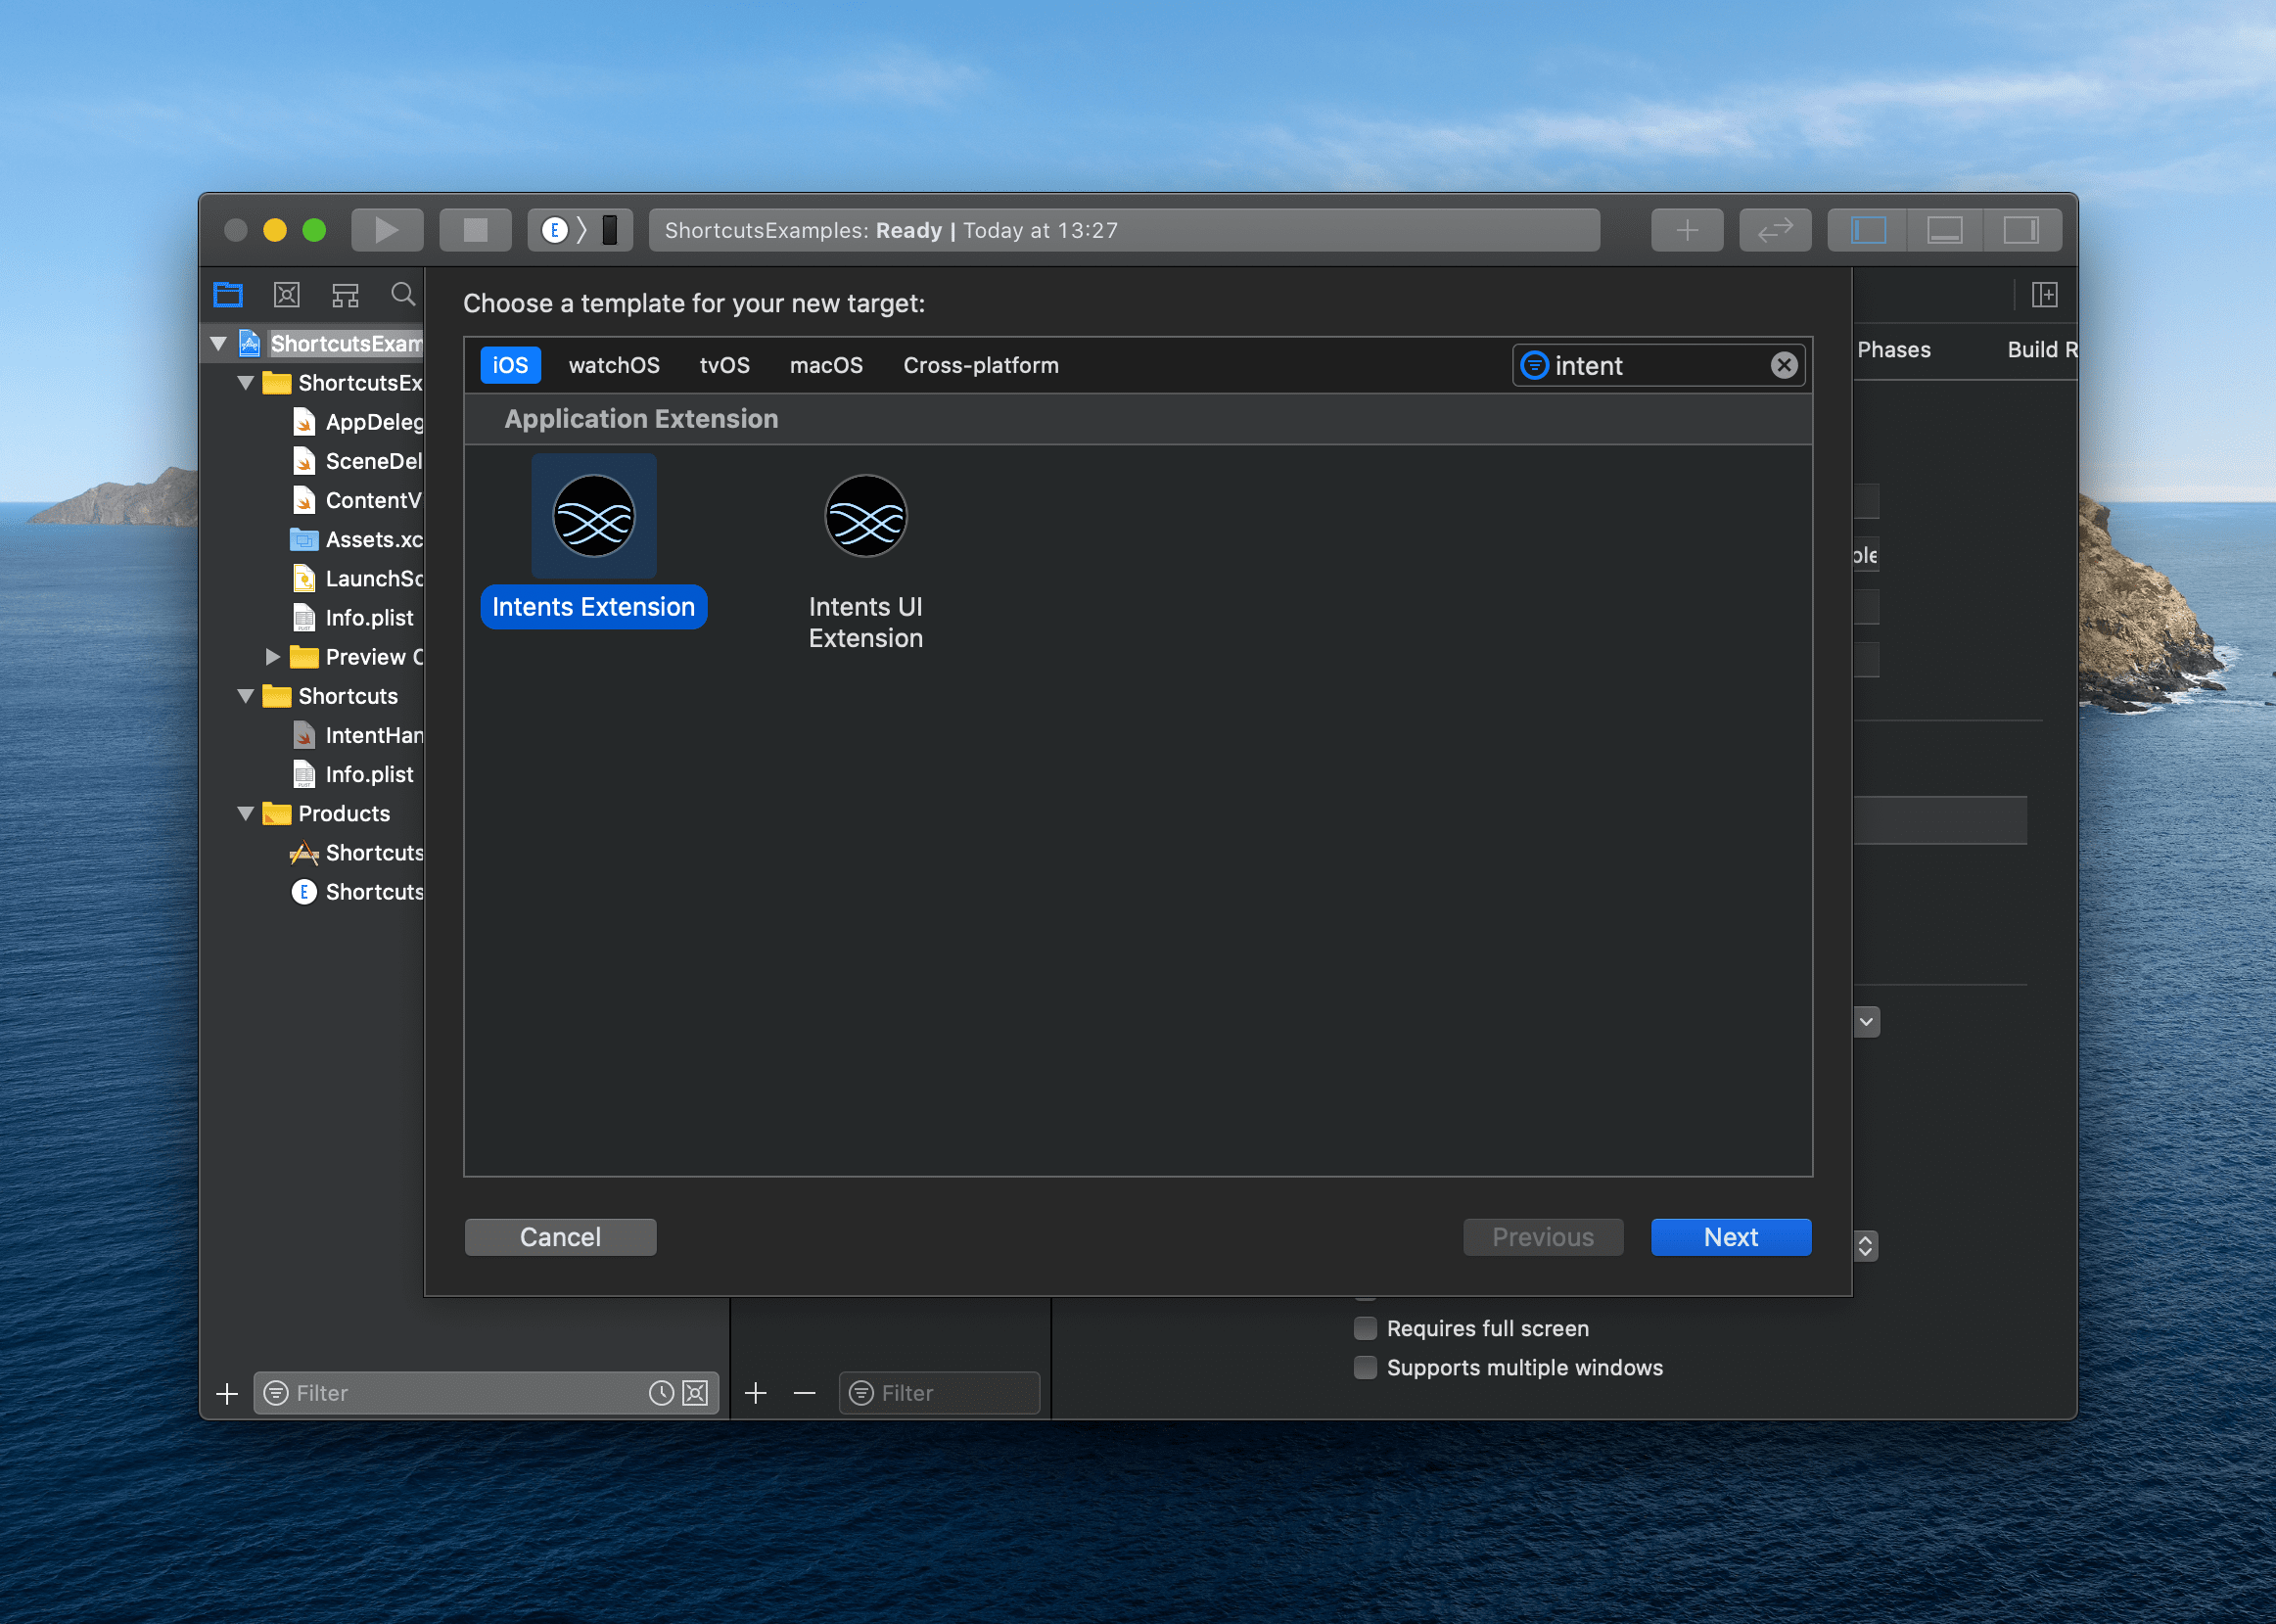 ShortcutsExamples: Ready | Today at 13:27
Choose a template for your new target:
iOS watchOS tvOS macOS Cross-platform
intent
Application Extension
Intents Extension
Intents UI
Extension
Cancel
Previous
Next
ShortcutsExam
ShortcutsEx
AppDeleg
SceneDel
ContentV
Assets.xc
LaunchSc
Info.plist
Preview C
Shortcuts
IntentHan
Info.plist
Products
Shortcuts
E Shortcuts
Phases
Build R
ple
Requires full screen
Supports multiple windows
Filter
Filter